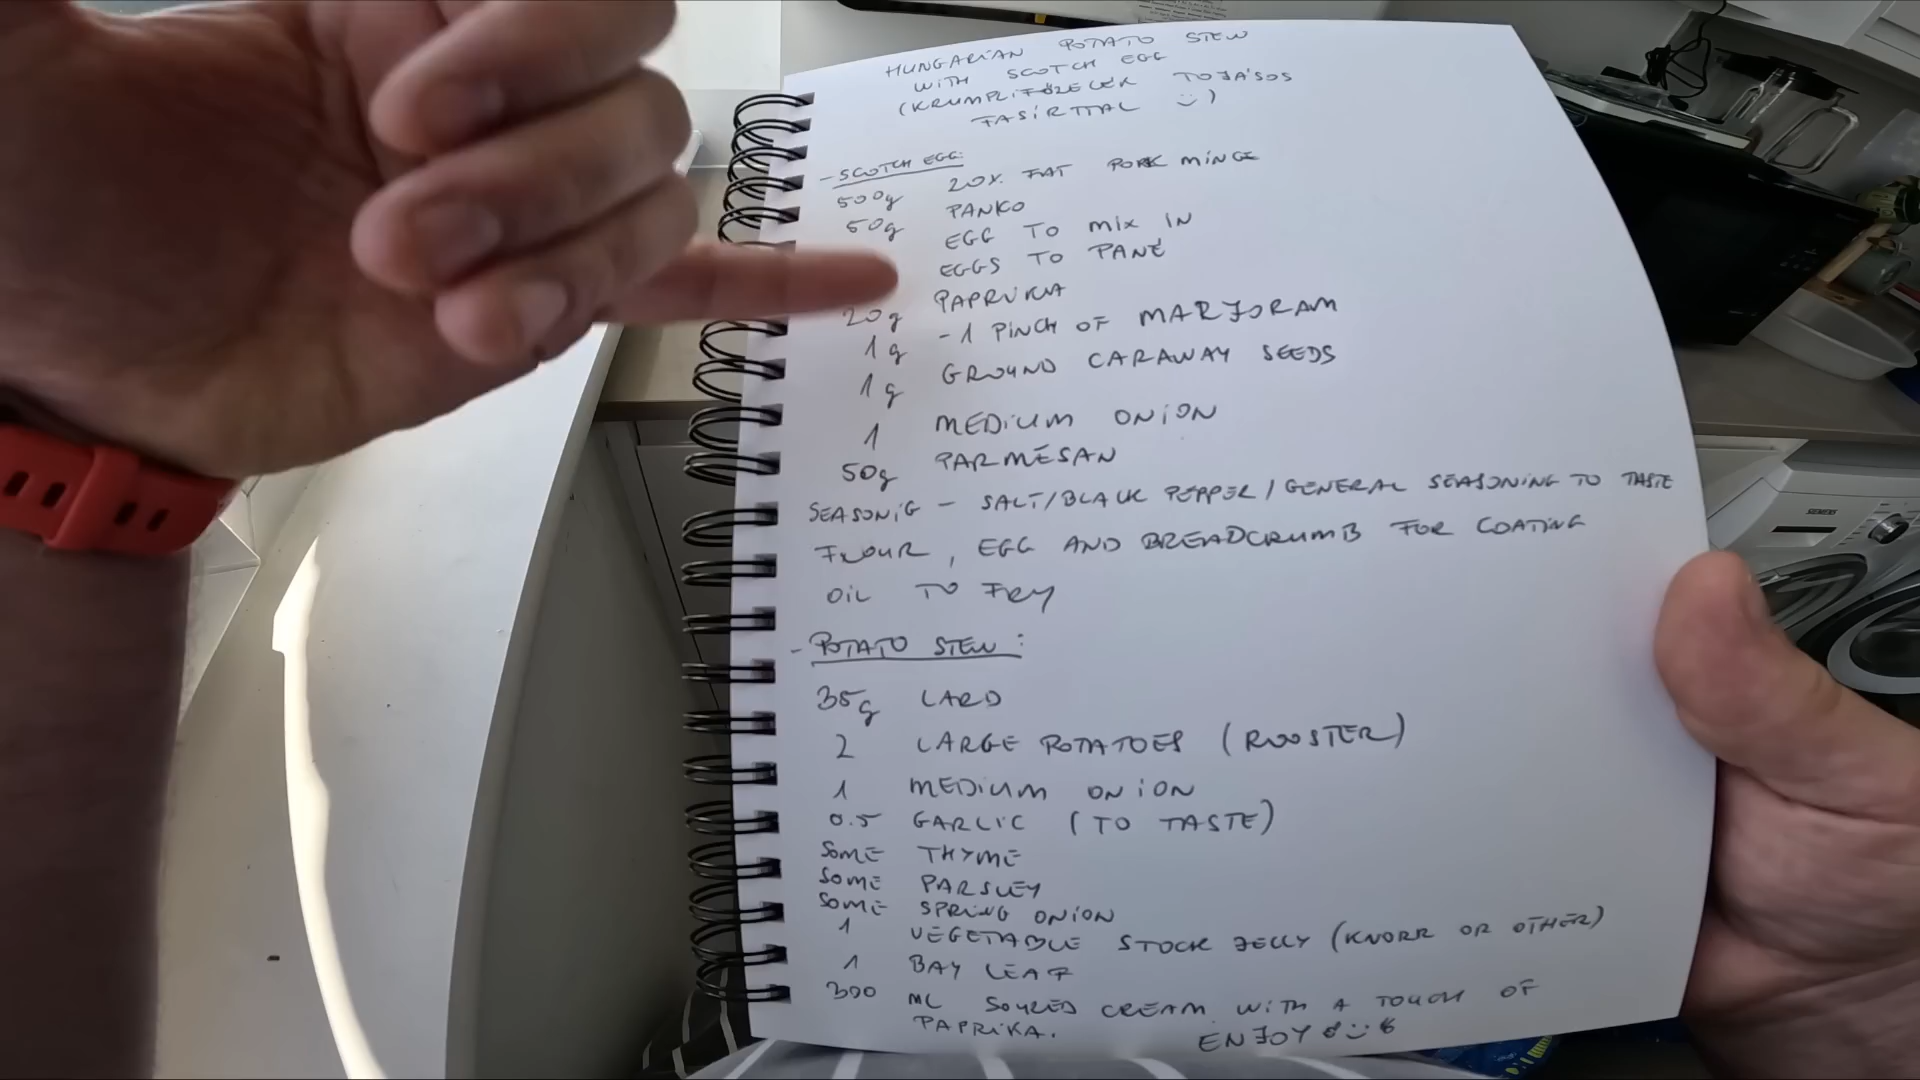 HUNGARIAN POTATO STEW
WITH SCOTCH EGG
(KRUMPLIFŐZELÉK TOJÁSOS
FASÍRTTAL :))
- SCOTCH EGG:
500g 20% FAT PORK MINCE
50g PANKO
EGG TO MIX IN
EGGS TO PANÉ
20g PAPRIKA
1g - 1 PINCH OF MARJORAM
1g GROUND CARAWAY SEEDS
1 MEDIUM ONION
50g PARMESAN
SEASONIG - SALT/BLACK PEPPER/GENERAL SEASONING TO TASTE
FLOUR, EGG AND BREADCRUMB FOR COATING
OIL TO FRY
- POTATO STEW:
35g LARD
2 LARGE POTATOES (ROOSTER)
1 MEDIUM ONION
0.5 GARLIC (TO TASTE)
SOME THYME
SOME PARSLEY
SOME SPRING ONION
1 VEGETABLE STOCK JELLY (KNORR OR OTHER)
1 BAY LEAF
300 ML SOURED CREAM WITH A TOUCH OF
PAPRIKA.
ENJOY
SIEMENS